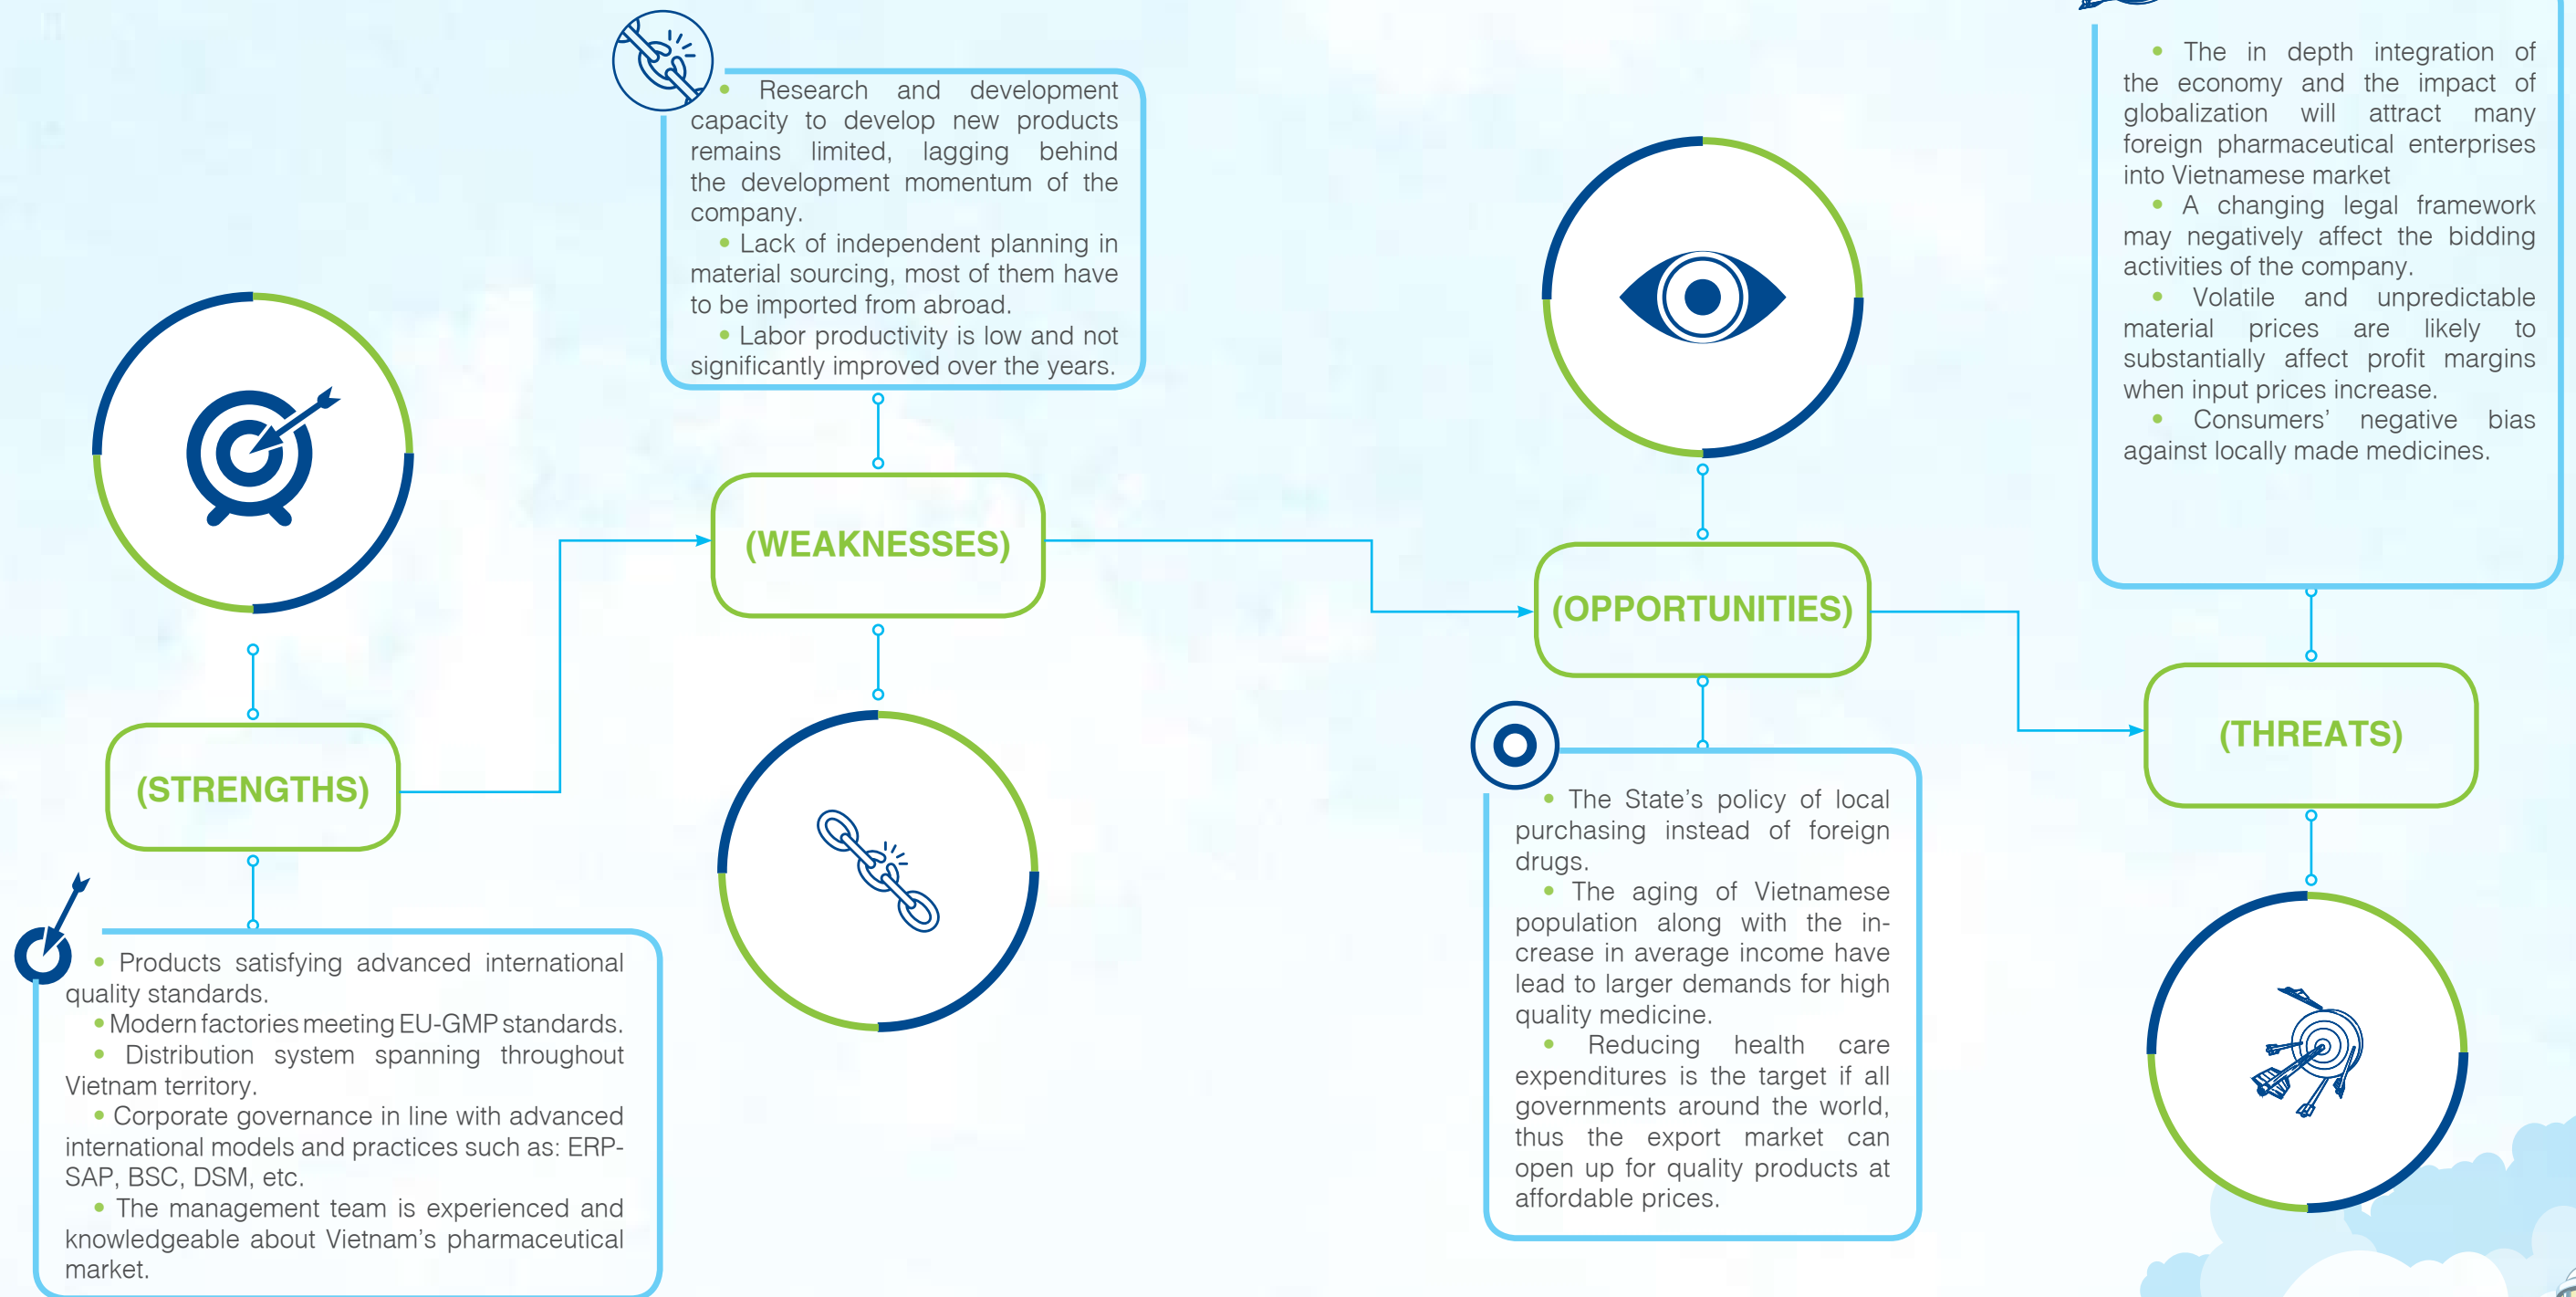 (STRENGTHS)
• Products satisfying advanced international
quality standards.
• Modern factories meeting EU-GMP standards.
• Distribution system spanning throughout
Vietnam territory.
• Corporate governance in line with advanced
international models and practices such as: ERP-
SAP, BSC, DSM, etc.
• The management team is experienced and
knowledgeable about Vietnam’s pharmaceutical
market.
• Research and development
capacity to develop new products
remains limited, lagging behind
the development momentum of the
company.
• Lack of independent planning in
material sourcing, most of them have
to be imported from abroad.
• Labor productivity is low and not
significantly improved over the years.
(WEAKNESSES)
(OPPORTUNITIES)
• The State’s policy of local
purchasing instead of foreign
drugs.
• The aging of Vietnamese
population along with the in-
crease in average income have
lead to larger demands for high
quality medicine.
• Reducing health care
expenditures is the target if all
governments around the world,
thus the export market can
open up for quality products at
affordable prices.
• The in depth integration of
the economy and the impact of
globalization will attract many
foreign pharmaceutical enterprises
into Vietnamese market
• A changing legal framework
may negatively affect the bidding
activities of the company.
• Volatile and unpredictable
material prices are likely to
substantially affect profit margins
when input prices increase.
• Consumers’ negative bias
against locally made medicines.
(THREATS)